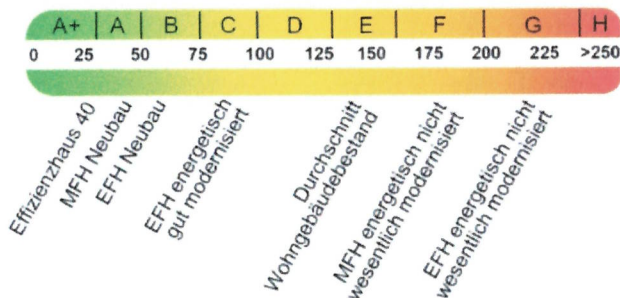 A+ A B C D E F G H
0 25 50 75 100 125 150 175 200 225 >250
Effizienzhaus 40
MFH Neubau
EFH Neubau
EFH energetisch
gut modernisiert
Durchschnitt
Wohngebäudebestand
MFH energetisch nicht
wesentlich modernisiert
EFH energetisch nicht
wesentlich modernisiert